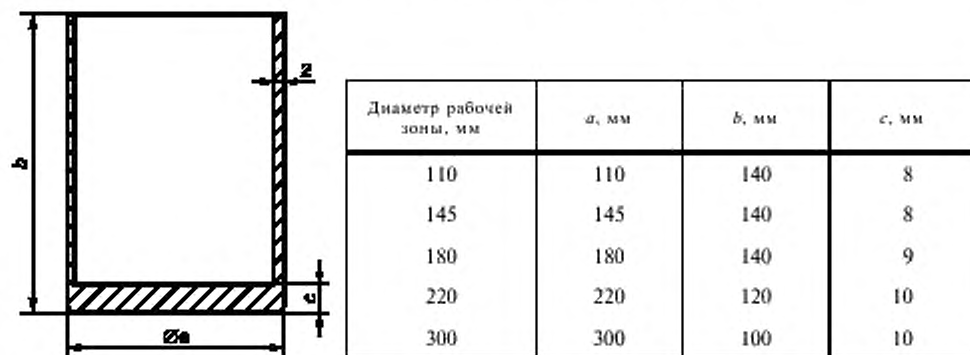 2
b
c
Øa
Диаметр рабочей зоны, мм | a, мм | b, мм | c, мм
110 | 110 | 140 | 8
145 | 145 | 140 | 8
180 | 180 | 140 | 9
220 | 220 | 120 | 10
300 | 300 | 100 | 10